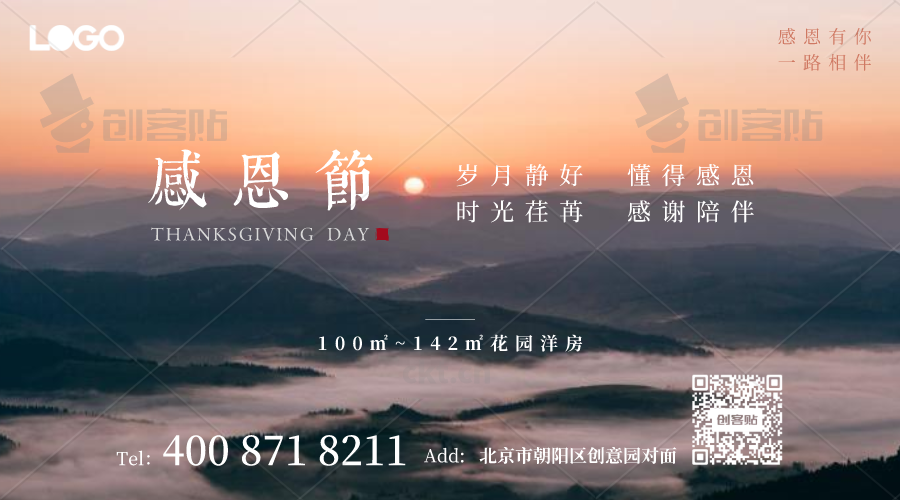 LOGO
感恩有你
一路相伴
创客贴
创客贴
感恩節
THANKSGIVING DAY
岁月静好 懂得感恩
时光荏苒 感谢陪伴
100㎡~142㎡花园洋房
创客贴
Tel: 400 871 8211
Add: 北京市朝阳区创意园对面